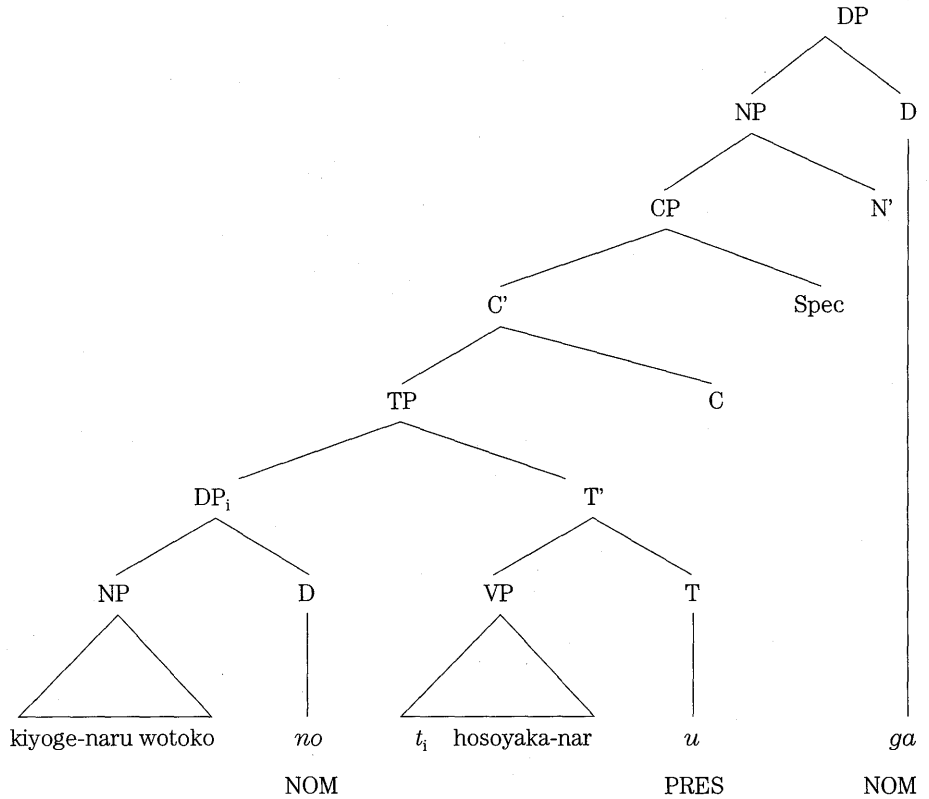 DP
NP D
CP N'
C' Spec
TP C
DPi T'
NP D VP T
kiyoge-naru wotoko no ti hosoyaka-nar u ga
NOM PRES NOM